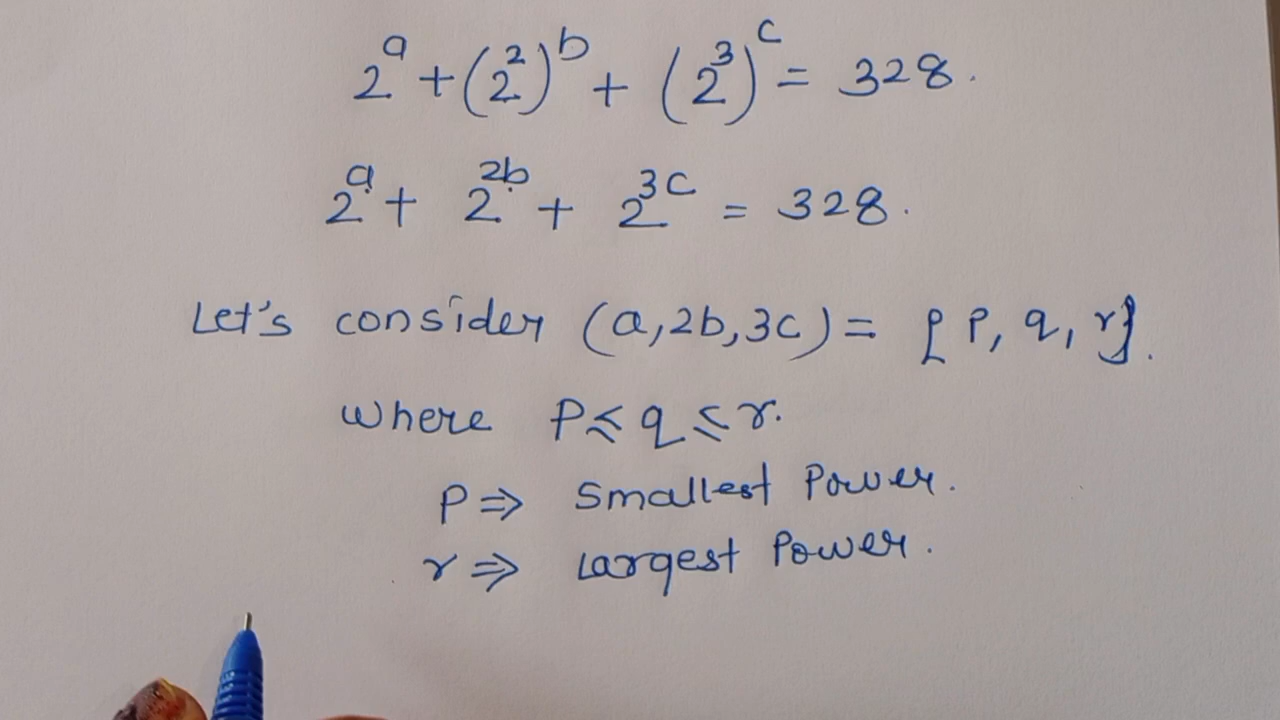 2^a + (2^2)^b + (2^3)^c = 328.
2^a + 2^2b + 2^3c = 328.
Let's consider (a, 2b, 3c) = {P, q, r}.
where P ≤ q ≤ r.
P ⇒ Smallest Power.
r ⇒ Largest Power.